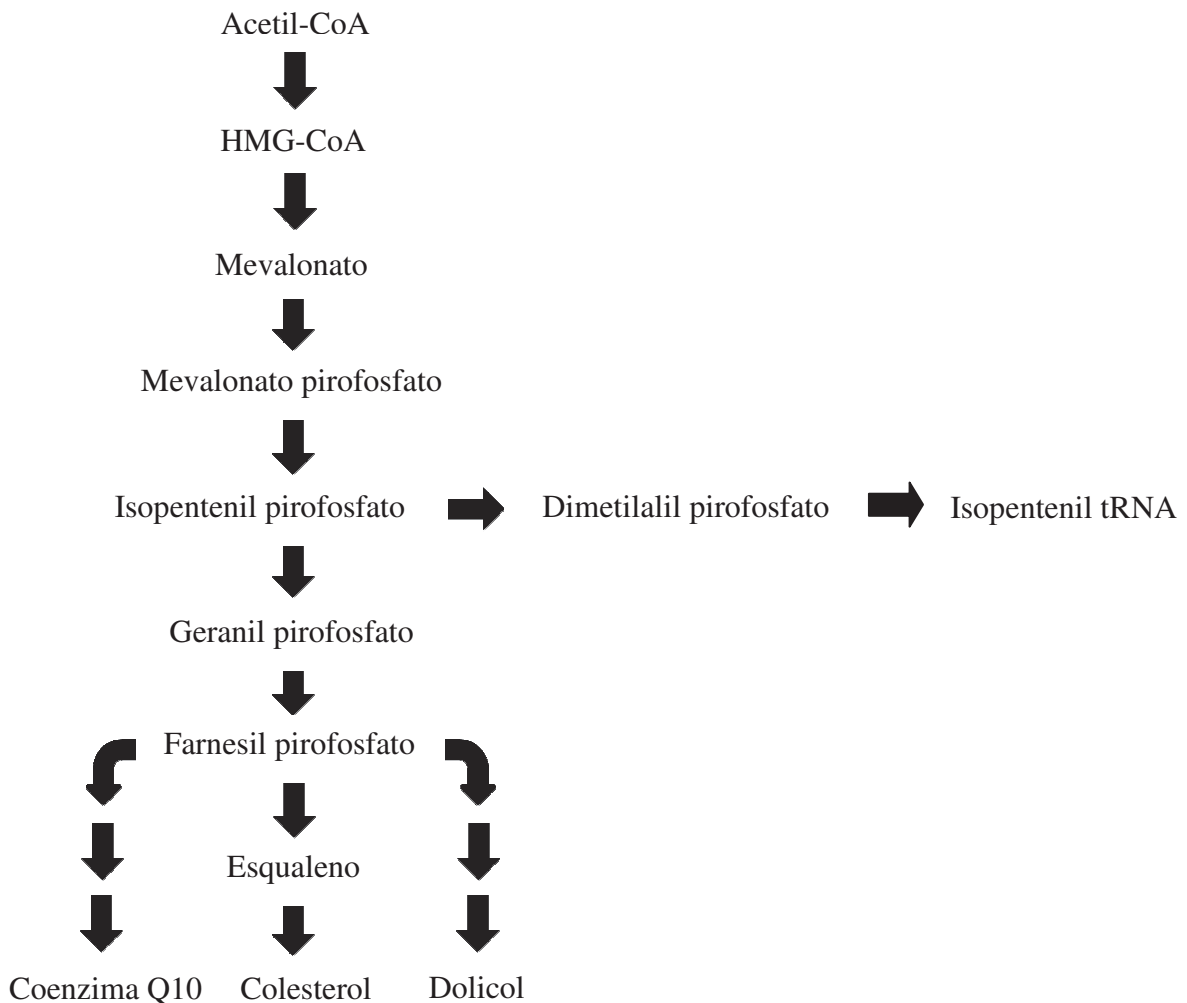 Acetil-CoA
HMG-CoA
Mevalonato
Mevalonato pirofosfato
Isopentenil pirofosfato
Dimetilalil pirofosfato
Isopentenil tRNA
Geranil pirofosfato
Farnesil pirofosfato
Esqualeno
Coenzima Q10
Colesterol
Dolicol